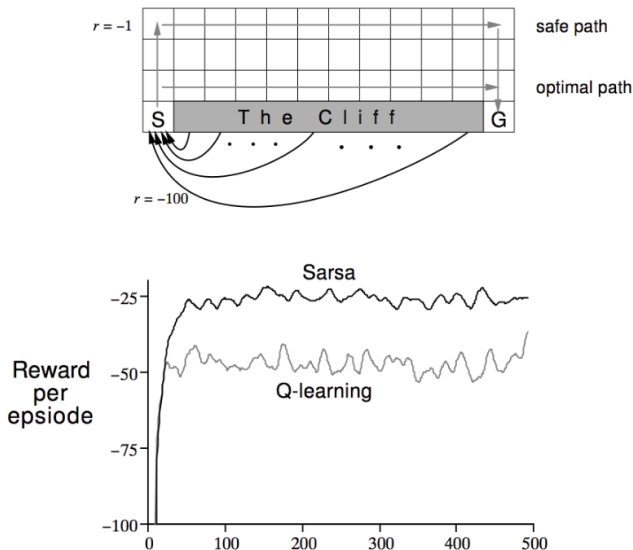 r = −1
safe path
optimal path
S
The Cliff
G
r = −100
Sarsa
−25
−50
Reward
per
epsiode
Q-learning
−75
−100
0 100 200 300 400 500